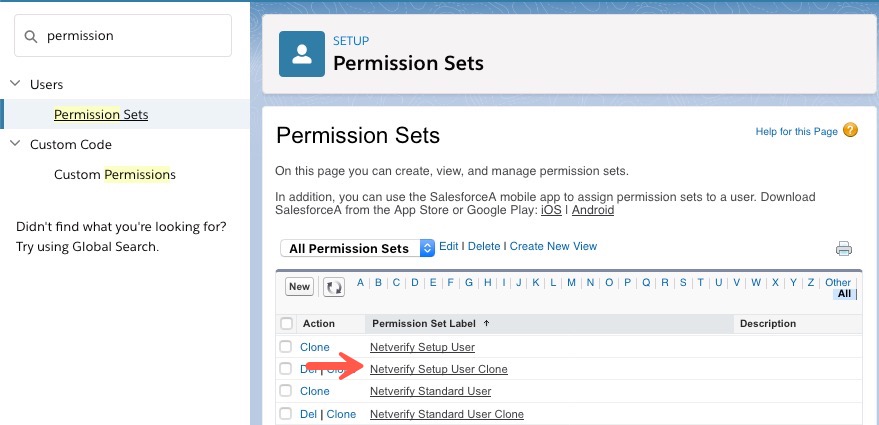 permission
Users
Permission Sets
Custom Code
Custom Permissions
Didn't find what you're looking for?
Try using Global Search.
SETUP
Permission Sets
Permission Sets
Help for this Page ?
On this page you can create, view, and manage permission sets.
In addition, you can use the SalesforceA mobile app to assign permission sets to a user. Download
SalesforceA from the App Store or Google Play: iOS | Android
All Permission Sets Edit | Delete | Create New View
New A B C D E F G H I J K L M N O P Q R S T U V W X Y Z Other
All
Action Permission Set Label ↑ Description
Clone Netverify Setup User
Netverify Setup User Clone
Clone Netverify Standard User
Del | Clone Netverify Standard User Clone